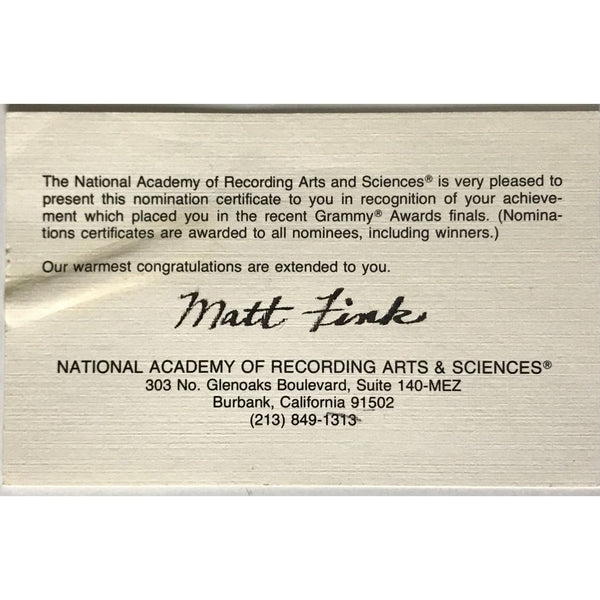 The National Academy of Recording Arts and Sciences® is very pleased to
present this nomination certificate to you in recognition of your achieve-
ment which placed you in the recent Grammy® Awards finals. (Nomina-
tions certificates are awarded to all nominees, including winners.)
Our warmest congratulations are extended to you.
Matt Fink
NATIONAL ACADEMY OF RECORDING ARTS & SCIENCES®
303 No. Glenoaks Boulevard, Suite 140-MEZ
Burbank, California 91502
(213) 849-1313